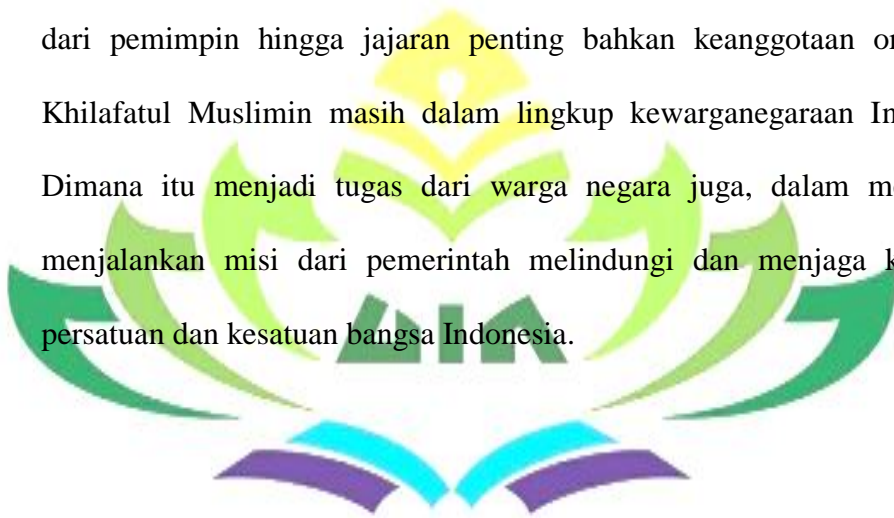 dari pemimpin hingga jajaran penting bahkan keanggotaan
Khilafatul Muslimin masih dalam lingkup kewarganegaraan
Dimana itu menjadi tugas dari warga negara juga, dalam
menjalankan misi dari pemerintah melindungi dan menjaga
persatuan dan kesatuan bangsa Indonesia.